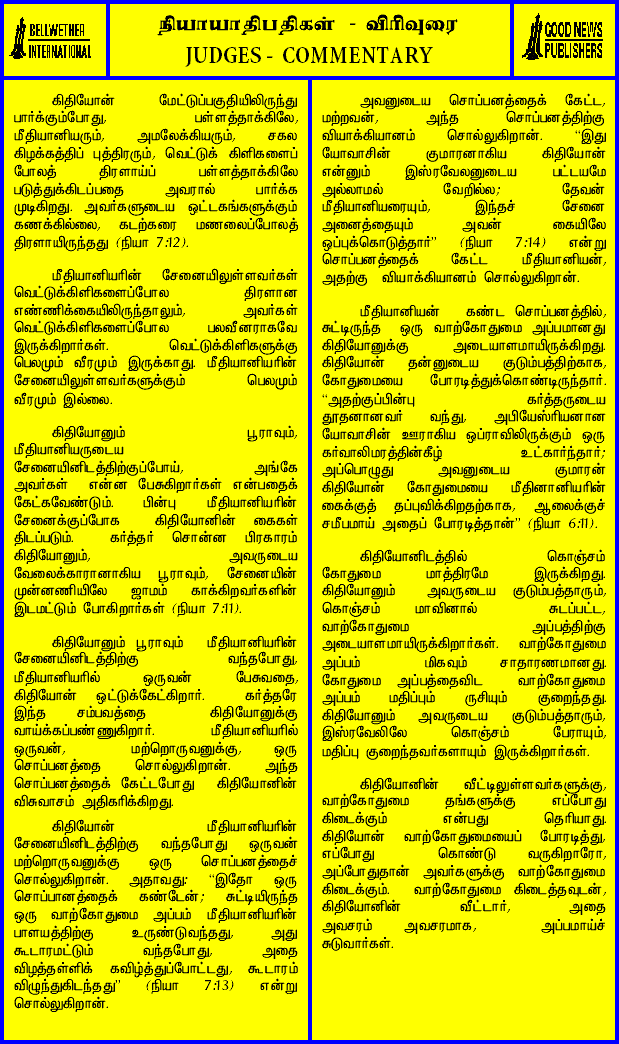 BELLWETHER
INTERNATIONAL
நியாயாதிபதிகள் - விரிவுரை
JUDGES - COMMENTARY
GOOD NEWS
PUBLISHERS
கிதியோன் மேட்டுப்பகுதியிலிருந்து
பார்க்கும்போது, பள்ளத்தாக்கிலே,
மீதியானியரும், அமலேக்கியரும், சகல
கிழக்கத்திப் புத்திரரும், வெட்டுக் கிளிகளைப்
போலத் திரளாய்ப் பள்ளத்தாக்கிலே
படுத்துக்கிடப்பதை அவரால் பார்க்க
முடிகிறது. அவர்களுடைய ஒட்டகங்களுக்கும்
கணக்கில்லை, கடற்கரை மணலைப்போலத்
திரளாயிருந்தது (நியா 7:12).
மீதியானியரின் சேனையிலுள்ளவர்கள்
வெட்டுக்கிளிகளைப்போல திரளான
எண்ணிக்கையிலிருந்தாலும், அவர்கள்
வெட்டுக்கிளிகளைப்போல பலவீனராகவே
இருக்கிறார்கள். வெட்டுக்கிளிகளுக்கு
பெலமும் வீரமும் இருக்காது. மீதியானியரின்
சேனையிலுள்ளவர்களுக்கும் பெலமும்
வீரமும் இல்லை.
கிதியோனும் பூராவும்,
மீதியானியருடைய
சேனையினிடத்திற்குப்போய், அங்கே
அவர்கள் என்ன பேசுகிறார்கள் என்பதைக்
கேட்கவேண்டும். பின்பு மீதியானியரின்
சேனைக்குப்போக கிதியோனின் கைகள்
திடப்படும். கர்த்தர் சொன்ன பிரகாரம்
கிதியோனும், அவருடைய
வேலைக்காரானாகிய பூராவும், சேனையின்
முன்னணியிலே ஜாமம் காக்கிறவர்களின்
இடமட்டும் போகிறார்கள் (நியா 7:11).
கிதியோனும் பூராவும் மீதியானியரின்
சேனையினிடத்திற்கு வந்தபோது,
மீதியானியரில் ஒருவன் பேசுவதை,
கிதியோன் ஒட்டுக்கேட்கிறார். கர்த்தரே
இந்த சம்பவத்தை கிதியோனுக்கு
வாய்க்கப்பண்ணுகிறார். மீதியானியரில்
ஒருவன், மற்றொருவனுக்கு, ஒரு
சொப்பனத்தை சொல்லுகிறான். அந்த
சொப்பனத்தைக் கேட்டபோது கிதியோனின்
விசுவாசம் அதிகரிக்கிறது.
கிதியோன் மீதியானியரின்
சேனையினிடத்திற்கு வந்தபோது ஒருவன்
மற்றொருவனுக்கு ஒரு சொப்பனத்தைச்
சொல்லுகிறான். அதாவது: “இதோ ஒரு
சொப்பானத்தைக் கண்டேன்; சுட்டியிருந்த
ஒரு வாற்கோதுமை அப்பம் மீதியானியரின்
பாளயத்திற்கு உருண்டுவந்தது, அது
கூடாரமட்டும் வந்தபோது, அதை
விழத்தள்ளிக் கவிழ்த்துப்போட்டது, கூடாரம்
விழுந்துகிடந்தது” (நியா 7:13) என்று
சொல்லுகிறான்.
அவனுடைய சொப்பனத்தைக் கேட்ட,
மற்றவன், அந்த சொப்பனத்திற்கு
வியாக்கியானம் சொல்லுகிறான். “இது
யோவாசின் குமாரனாகிய கிதியோன்
என்னும் இஸ்ரவேலனுடைய பட்டயமே
அல்லாமல் வேறில்ல; தேவன்
மீதியானியரையும், இந்தச் சேனை
அனைத்தையும் அவன் கையிலே
ஒப்புக்கொடுத்தார்” (நியா 7:14) என்று
சொப்பனத்தைக் கேட்ட மீதியானியன்,
அதற்கு வியாக்கியானம் சொல்லுகிறான்.
மீதியானியன் கண்ட சொப்பனத்தில்,
சுட்டிருந்த ஒரு வாற்கோதுமை அப்பமானது
கிதியோனுக்கு அடையாளமாயிருக்கிறது.
கிதியோன் தன்னுடைய குடும்பத்திற்காக,
கோதுமையை போரடித்துக்கொண்டிருந்தார்.
“அதற்குப்பின்பு கர்த்தருடைய
தூதனானவர் வந்து, அபியேஸ்ரியனான
யோவாசின் ஊராகிய ஒப்ராவிலிருக்கும் ஒரு
கர்வாலிமரத்தின்கீழ் உட்கார்ந்தார்;
அப்பொழுது அவனுடைய குமாரன்
கிதியோன் கோதுமையை மீதினானியரின்
கைக்குத் தப்புவிக்கிறதற்காக, ஆலைக்குச்
சமீபமாய் அதைப் போரடித்தான்” (நியா 6:11).
கிதியோனிடத்தில் கொஞ்சம்
கோதுமை மாத்திரமே இருக்கிறது.
கிதியோனும் அவருடைய குடும்பத்தாரும்,
கொஞ்சம் மாவினால் சுடப்பட்ட,
வாற்கோதுமை அப்பத்திற்கு
அடையாளமாயிருக்கிறார்கள். வாற்கோதுமை
அப்பம் மிகவும் சாதாரணமானது.
கோதுமை அப்பத்தைவிட வாற்கோதுமை
அப்பம் மதிப்பும் ருசியும் குறைந்தது.
கிதியோனும் அவருடைய குடும்பத்தாரும்,
இஸ்ரவேலிலே கொஞ்சம் பேராயும்,
மதிப்பு குறைந்தவர்களாயும் இருக்கிறார்கள்.
கிதியோனின் வீட்டிலுள்ளவர்களுக்கு,
வாற்கோதுமை தங்களுக்கு எப்போது
கிடைக்கும் என்பது தெரியாது.
கிதியோன் வாற்கோதுமையைப் போரடித்து,
எப்போது கொண்டு வருகிறாரோ,
அப்போதுதான் அவர்களுக்கு வாற்கோதுமை
கிடைக்கும். வாற்கோதுமை கிடைத்தவுடன்,
கிதியோனின் வீட்டார், அதை
அவசரம் அவசரமாக, அப்பமாய்ச்
சுடுவார்கள்.